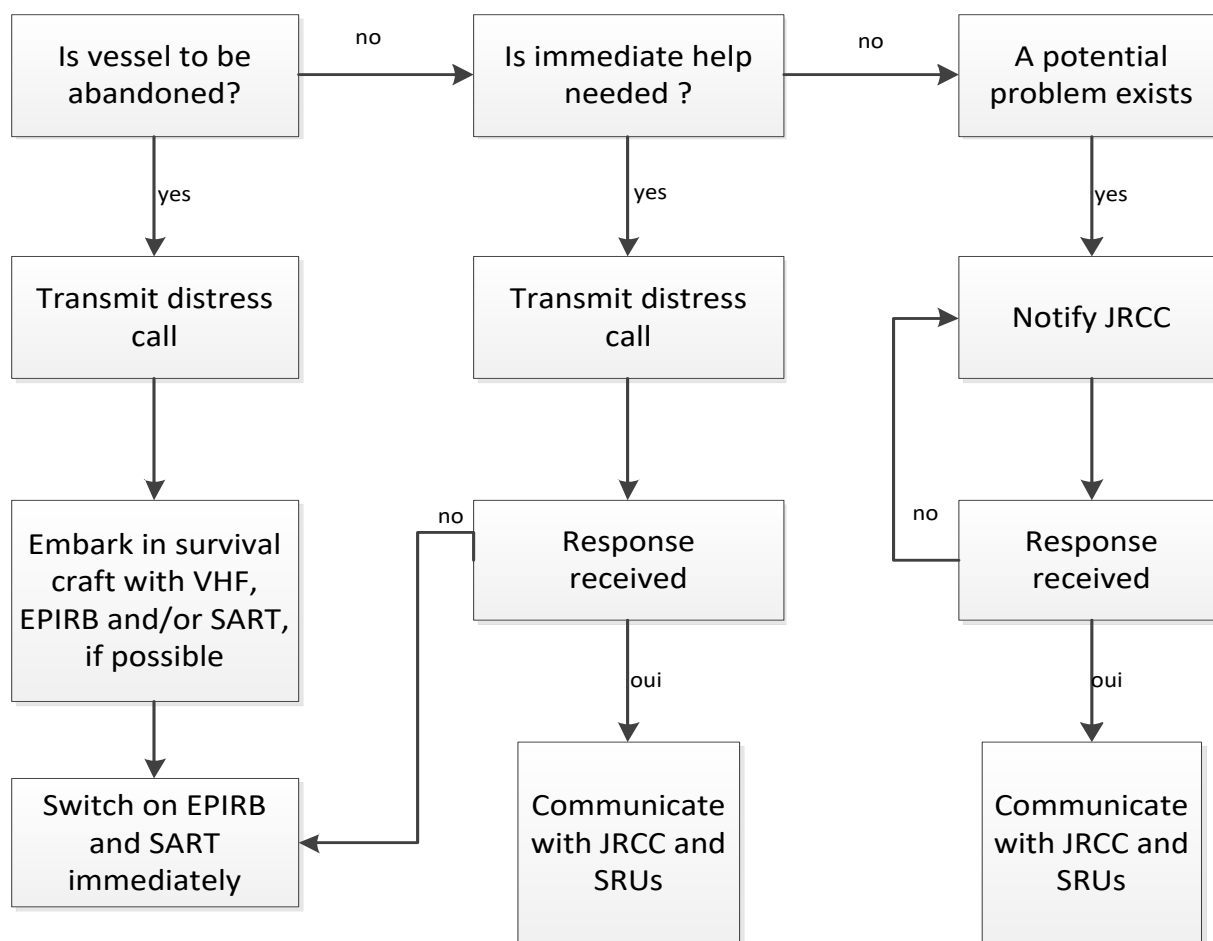 Is vessel to be
abandoned?
no
Is immediate help
needed ?
no
A potential
problem exists
yes
yes
yes
Transmit distress
call
Transmit distress
call
Notify JRCC
Embark in survival
craft with VHF,
EPIRB and/or SART,
if possible
no
Response
received
no
Response
received
oui
oui
Switch on EPIRB
and SART
immediately
Communicate
with JRCC and
SRUs
Communicate
with JRCC and
SRUs